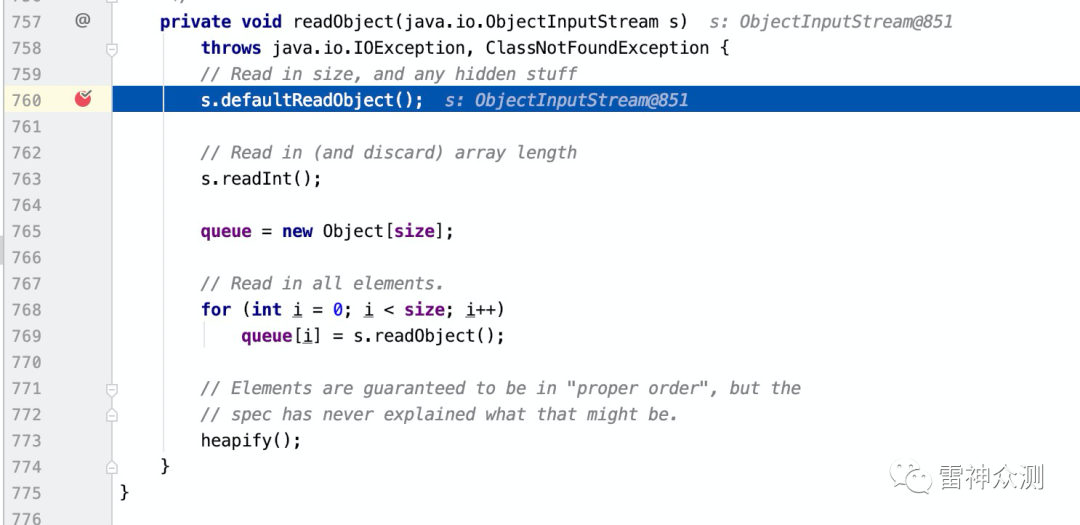 757 @ private void readObject(java.io.ObjectInputStream s) s: ObjectInputStream@851
758 throws java.io.IOException, ClassNotFoundException {
759 // Read in size, and any hidden stuff
760 s.defaultReadObject(); s: ObjectInputStream@851
761
762 // Read in (and discard) array length
763 s.readInt();
764
765 queue = new Object[size];
766
767 // Read in all elements.
768 for (int i = 0; i < size; i++)
769 queue[i] = s.readObject();
770
771 // Elements are guaranteed to be in "proper order", but the
772 // spec has never explained what that might be.
773 heapify();
774 }
雷神众测
775 }
776